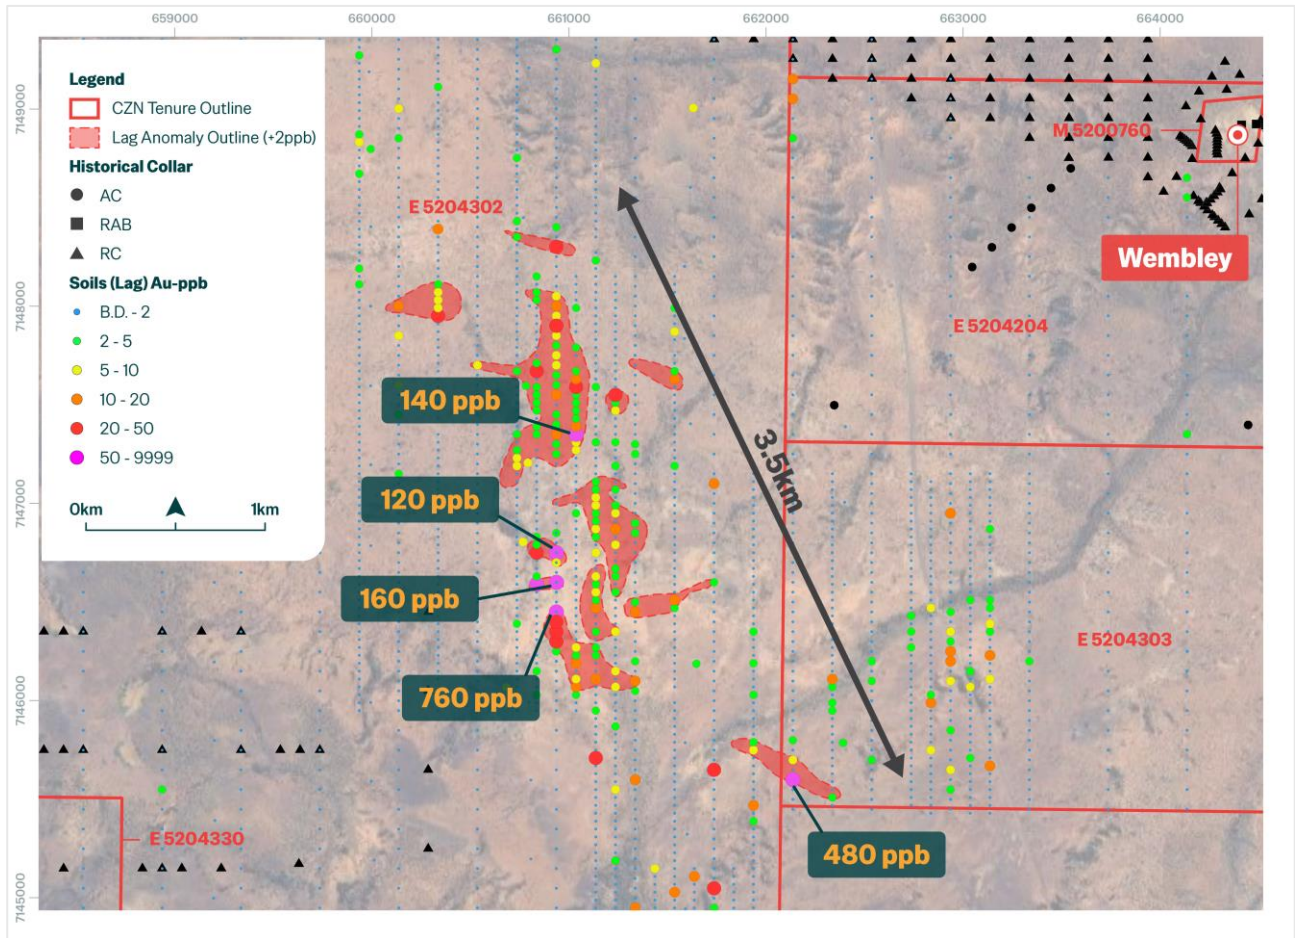 659000
660000
661000
662000
663000
664000
7149000
7148000
7147000
7146000
7145000
Legend
CZN Tenure Outline
Lag Anomaly Outline (+2ppb)
Historical Collar
AC
RAB
RC
Soils (Lag) Au-ppb
B.D. - 2
2 - 5
5 - 10
10 - 20
20 - 50
50 - 9999
0km
1km
M 5200760
E 5204302
Wembley
E 5204204
140 ppb
3.5km
120 ppb
160 ppb
E 5204303
760 ppb
E 5204330
480 ppb